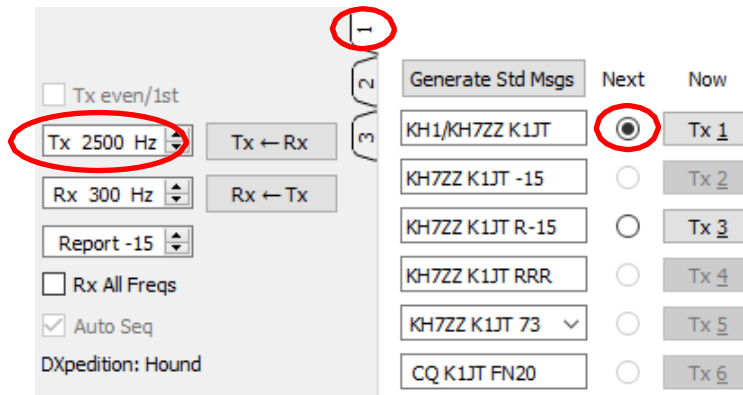 1
2
3
Tx even/1st
Tx 2500 Hz
Tx ← Rx
Rx 300 Hz
Rx ← Tx
Report -15
Rx All Freqs
Auto Seq
DXpedition: Hound
Generate Std Msgs Next Now
KH1/KH7ZZ K1JT Tx 1
KH7ZZ K1JT -15 Tx 2
KH7ZZ K1JT R-15 Tx 3
KH7ZZ K1JT RRR Tx 4
KH7ZZ K1JT 73 Tx 5
CQ K1JT FN20 Tx 6